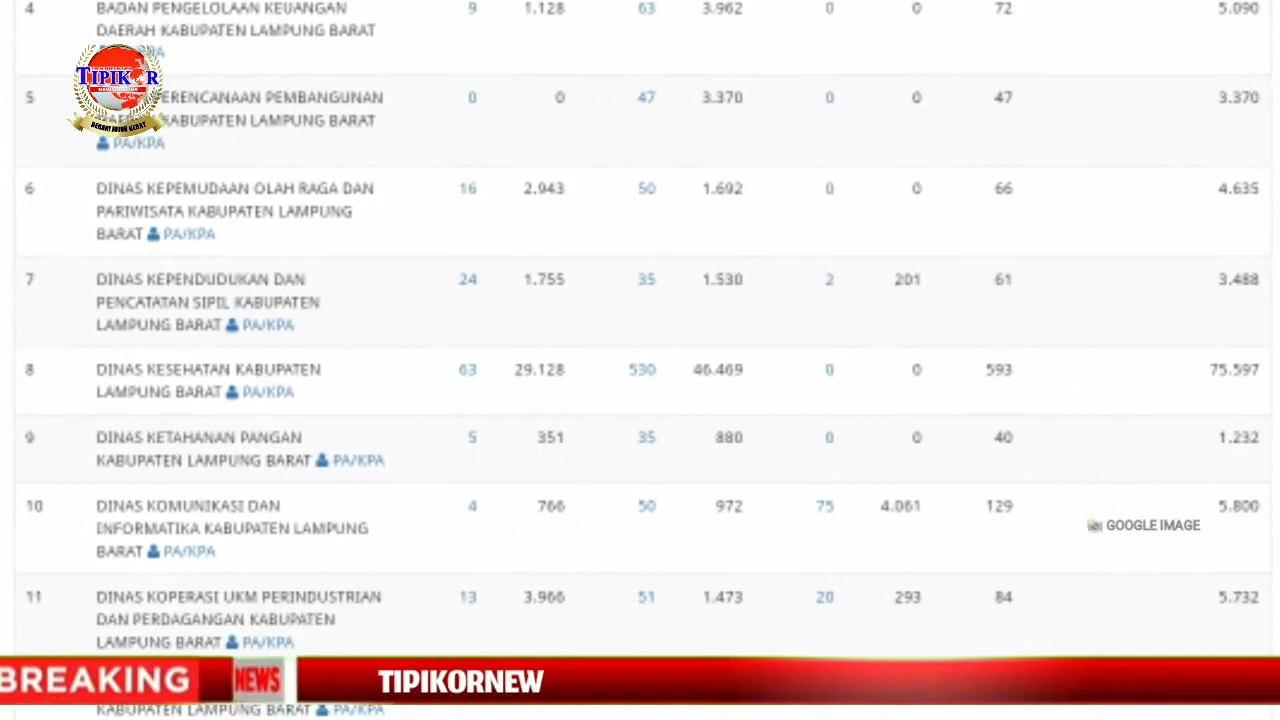 4 BADAN PENGELOLAAN KEUANGAN 9 1.128 63 3.962 0 0 72 5.090
DAERAH KABUPATEN LAMPUNG BARAT
TIPIKOR
5 PERENCANAAN PEMBANGUNAN 0 0 47 3.370 0 0 47 3.370
KABUPATEN LAMPUNG BARAT
BERANI JUJUR HEBAT
PA/KPA
6 DINAS KEPEMUDAAN OLAH RAGA DAN 16 2.943 50 1.692 0 0 66 4.635
PARIWISATA KABUPATEN LAMPUNG
BARAT PA/KPA
7 DINAS KEPENDUDUKAN DAN 24 1.755 35 1.530 2 201 61 3.488
PENCATATAN SIPIL KABUPATEN
LAMPUNG BARAT PA/KPA
8 DINAS KESEHATAN KABUPATEN 63 29.128 530 46.469 0 0 593 75.597
LAMPUNG BARAT PA/KPA
9 DINAS KETAHANAN PANGAN 5 351 35 880 0 0 40 1.232
KABUPATEN LAMPUNG BARAT PA/KPA
10 DINAS KOMUNIKASI DAN 4 766 50 972 75 4.061 129 5.800
INFORMATIKA KABUPATEN LAMPUNG
GOOGLE IMAGE
BARAT PA/KPA
11 DINAS KOPERASI UKM PERINDUSTRIAN 13 3.966 51 1.473 20 293 84 5.732
DAN PERDAGANGAN KABUPATEN
LAMPUNG BARAT PA/KPA
BREAKING NEWS TIPIKORNEW
KABUPATEN LAMPUNG BARAT PA/KPA